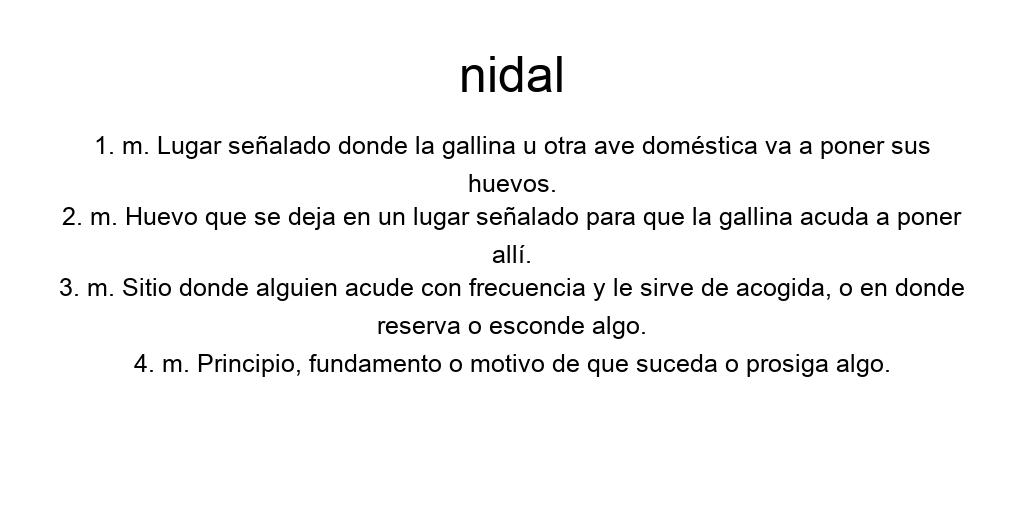 nidal
1. m. Lugar señalado donde la gallina u otra ave doméstica va a poner sus
huevos.
2. m. Huevo que se deja en un lugar señalado para que la gallina acuda a poner
allí.
3. m. Sitio donde alguien acude con frecuencia y le sirve de acogida, o en donde
reserva o esconde algo.
4. m. Principio, fundamento o motivo de que suceda o prosiga algo.